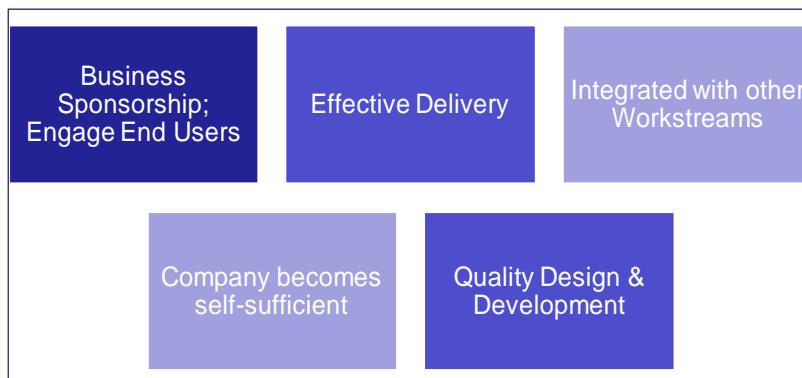 Business
Sponsorship;
Engage End Users
Effective Delivery
Integrated with other
Workstreams
Company becomes
self-sufficient
Quality Design &
Development